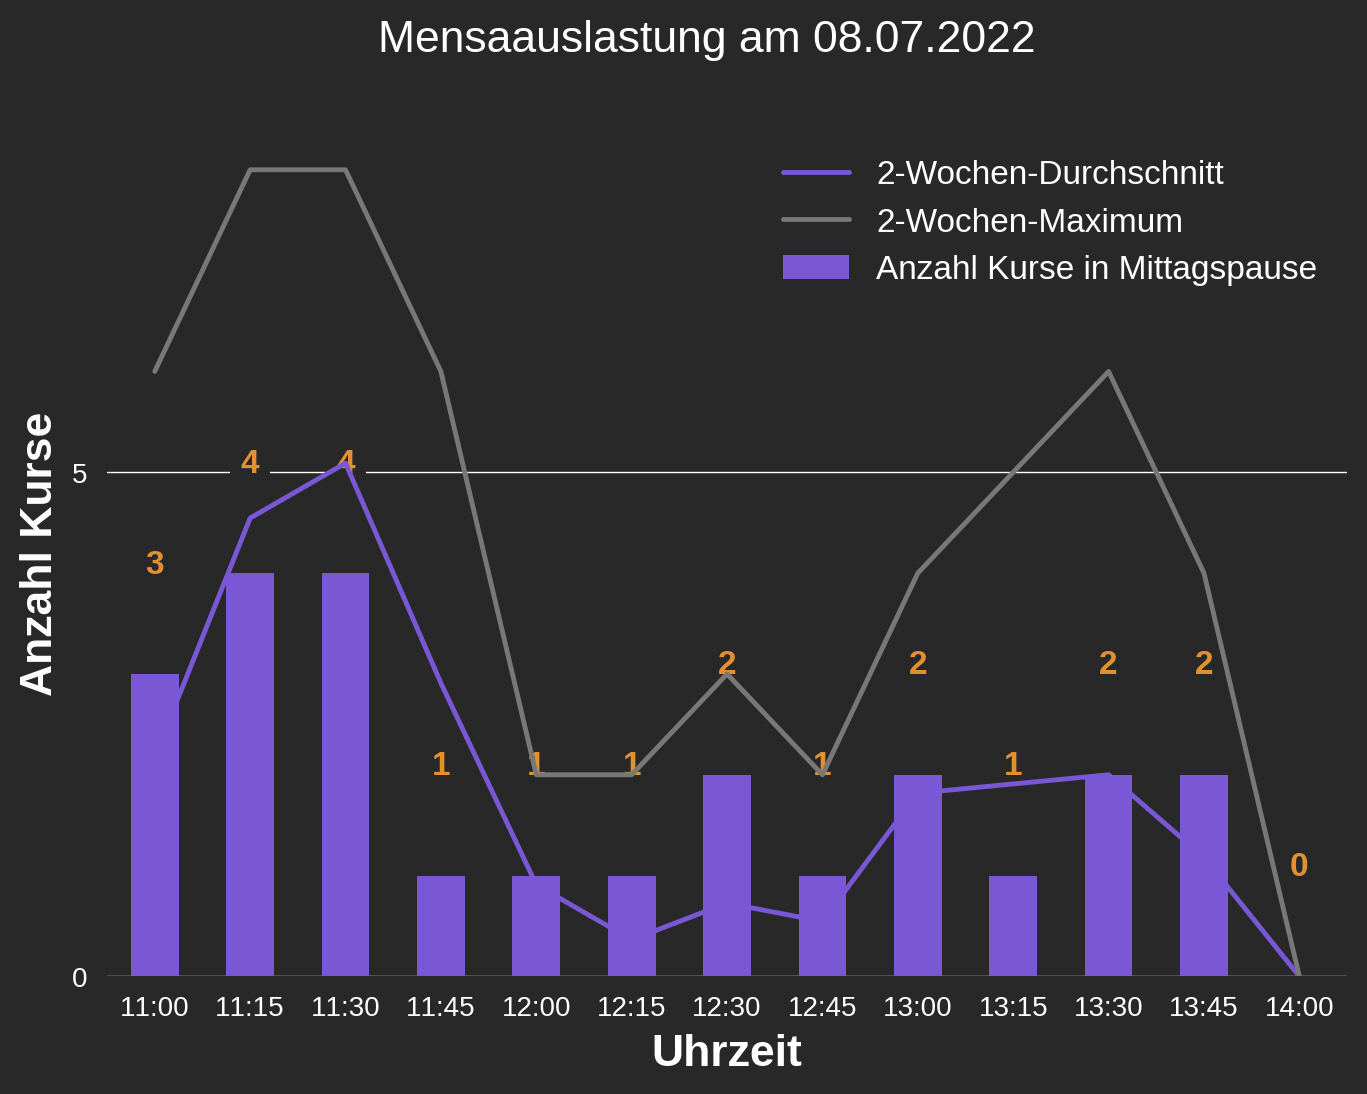 Mensaauslastung am 08.07.2022
2-Wochen-Durchschnitt
2-Wochen-Maximum
Anzahl Kurse in Mittagspause
Anzahl Kurse
5
0
3
4
4
1
1
1
2
1
2
1
2
2
0
11:00 11:15 11:30 11:45 12:00 12:15 12:30 12:45 13:00 13:15 13:30 13:45 14:00
Uhrzeit